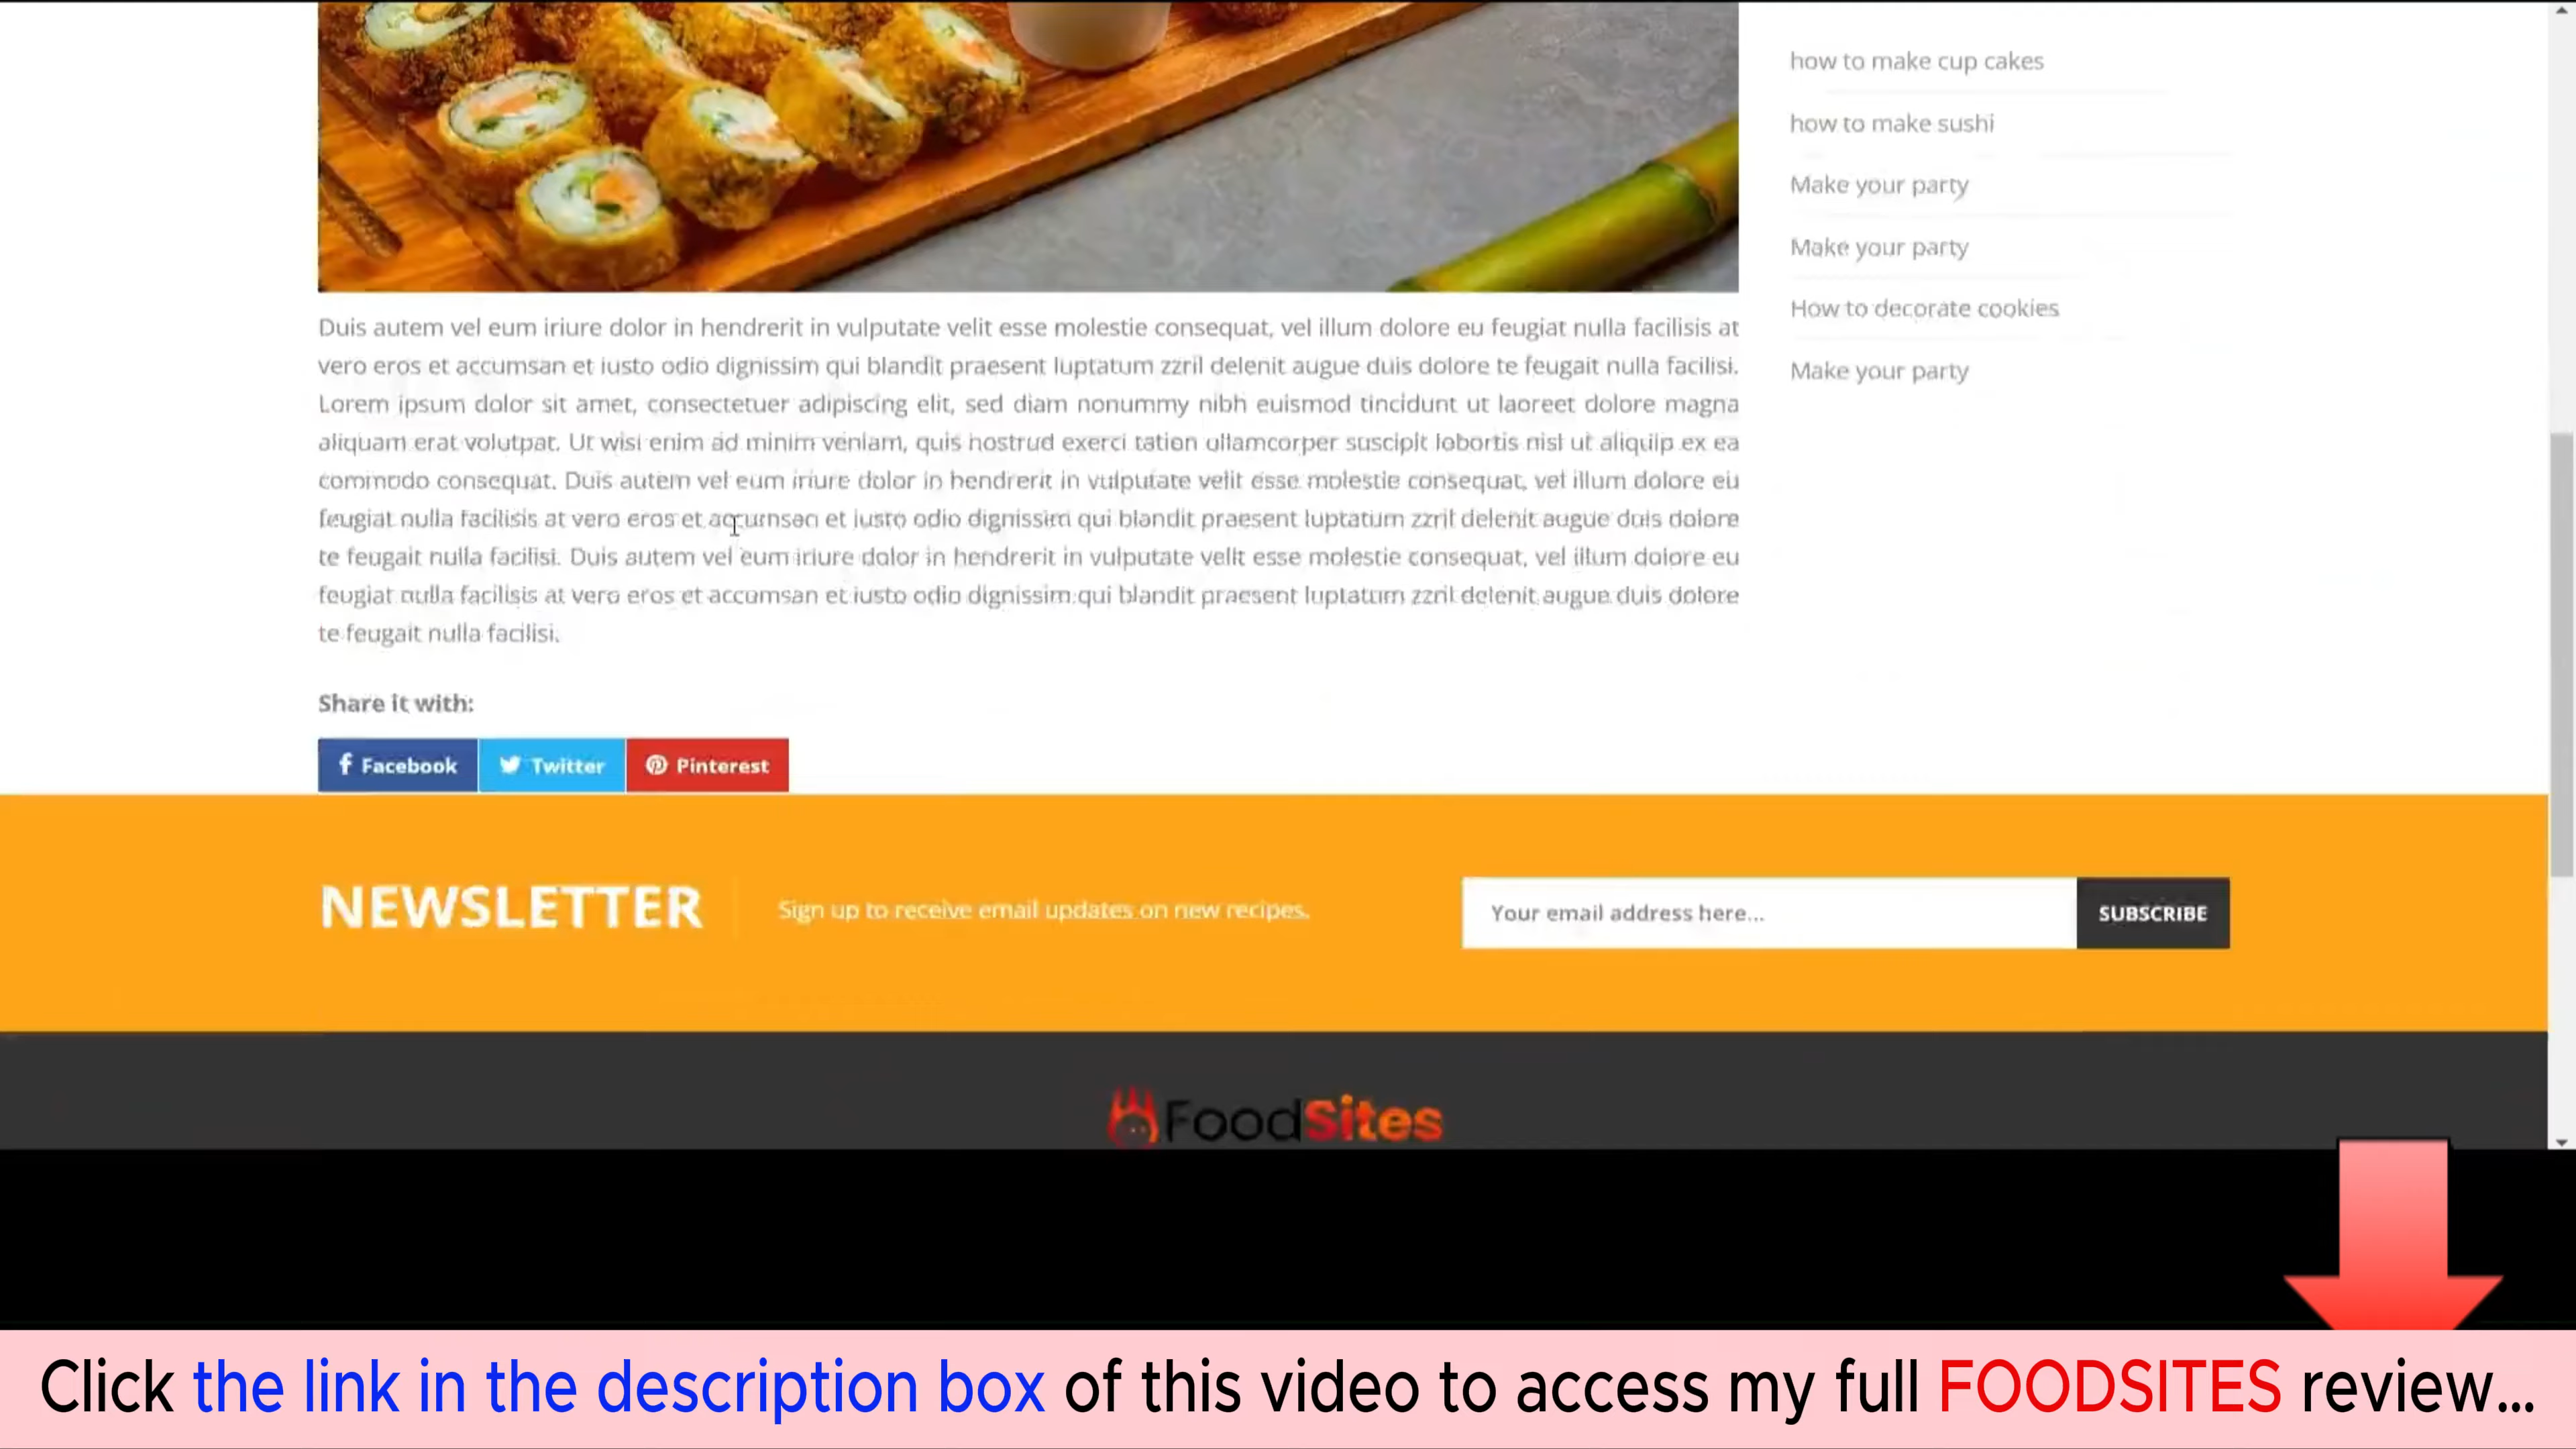 how to make cup cakes
how to make sushi
Make your party
Make your party
How to decorate cookies
Make your party
Duis autem vel eum iriure dolor in hendrerit in vulputate velit esse molestie consequat, vel illum dolore eu feugiat nulla facilisis at
vero eros et accumsan et iusto odio dignissim qui blandit praesent luptatum zzril delenit augue duis dolore te feugait nulla facilisi.
Lorem ipsum dolor sit amet, consectetuer adipiscing elit, sed diam nonummy nibh euismod tincidunt ut laoreet dolore magna
aliquam erat volutpat. Ut wisi enim ad minim veniam, quis nostrud exerci tation ullamcorper suscipit lobortis nisl ut aliquip ex ea
commodo consequat. Duis autem vel eum iriure dolor in hendrerit in vulputate velit esse molestie consequat, vel illum dolore eu
feugiat nulla facilisis at vero eros et accumsan et iusto odio dignissim qui blandit praesent luptatum zzril delenit augue duis dolore
te feugait nulla facilisi. Duis autem vel eum iriure dolor in hendrerit in vulputate velit esse molestie consequat, vel illum dolore eu
feugiat nulla facilisis at vero eros et accumsan et iusto odio dignissim qui blandit praesent luptatum zzril delenit augue duis dolore
te feugait nulla facilisi.
Share it with:
Facebook Twitter Pinterest
NEWSLETTER Sign up to receive email updates on new recipes. Your email address here... SUBSCRIBE
FoodSites
Click the link in the description box of this video to access my full FOODSITES review...